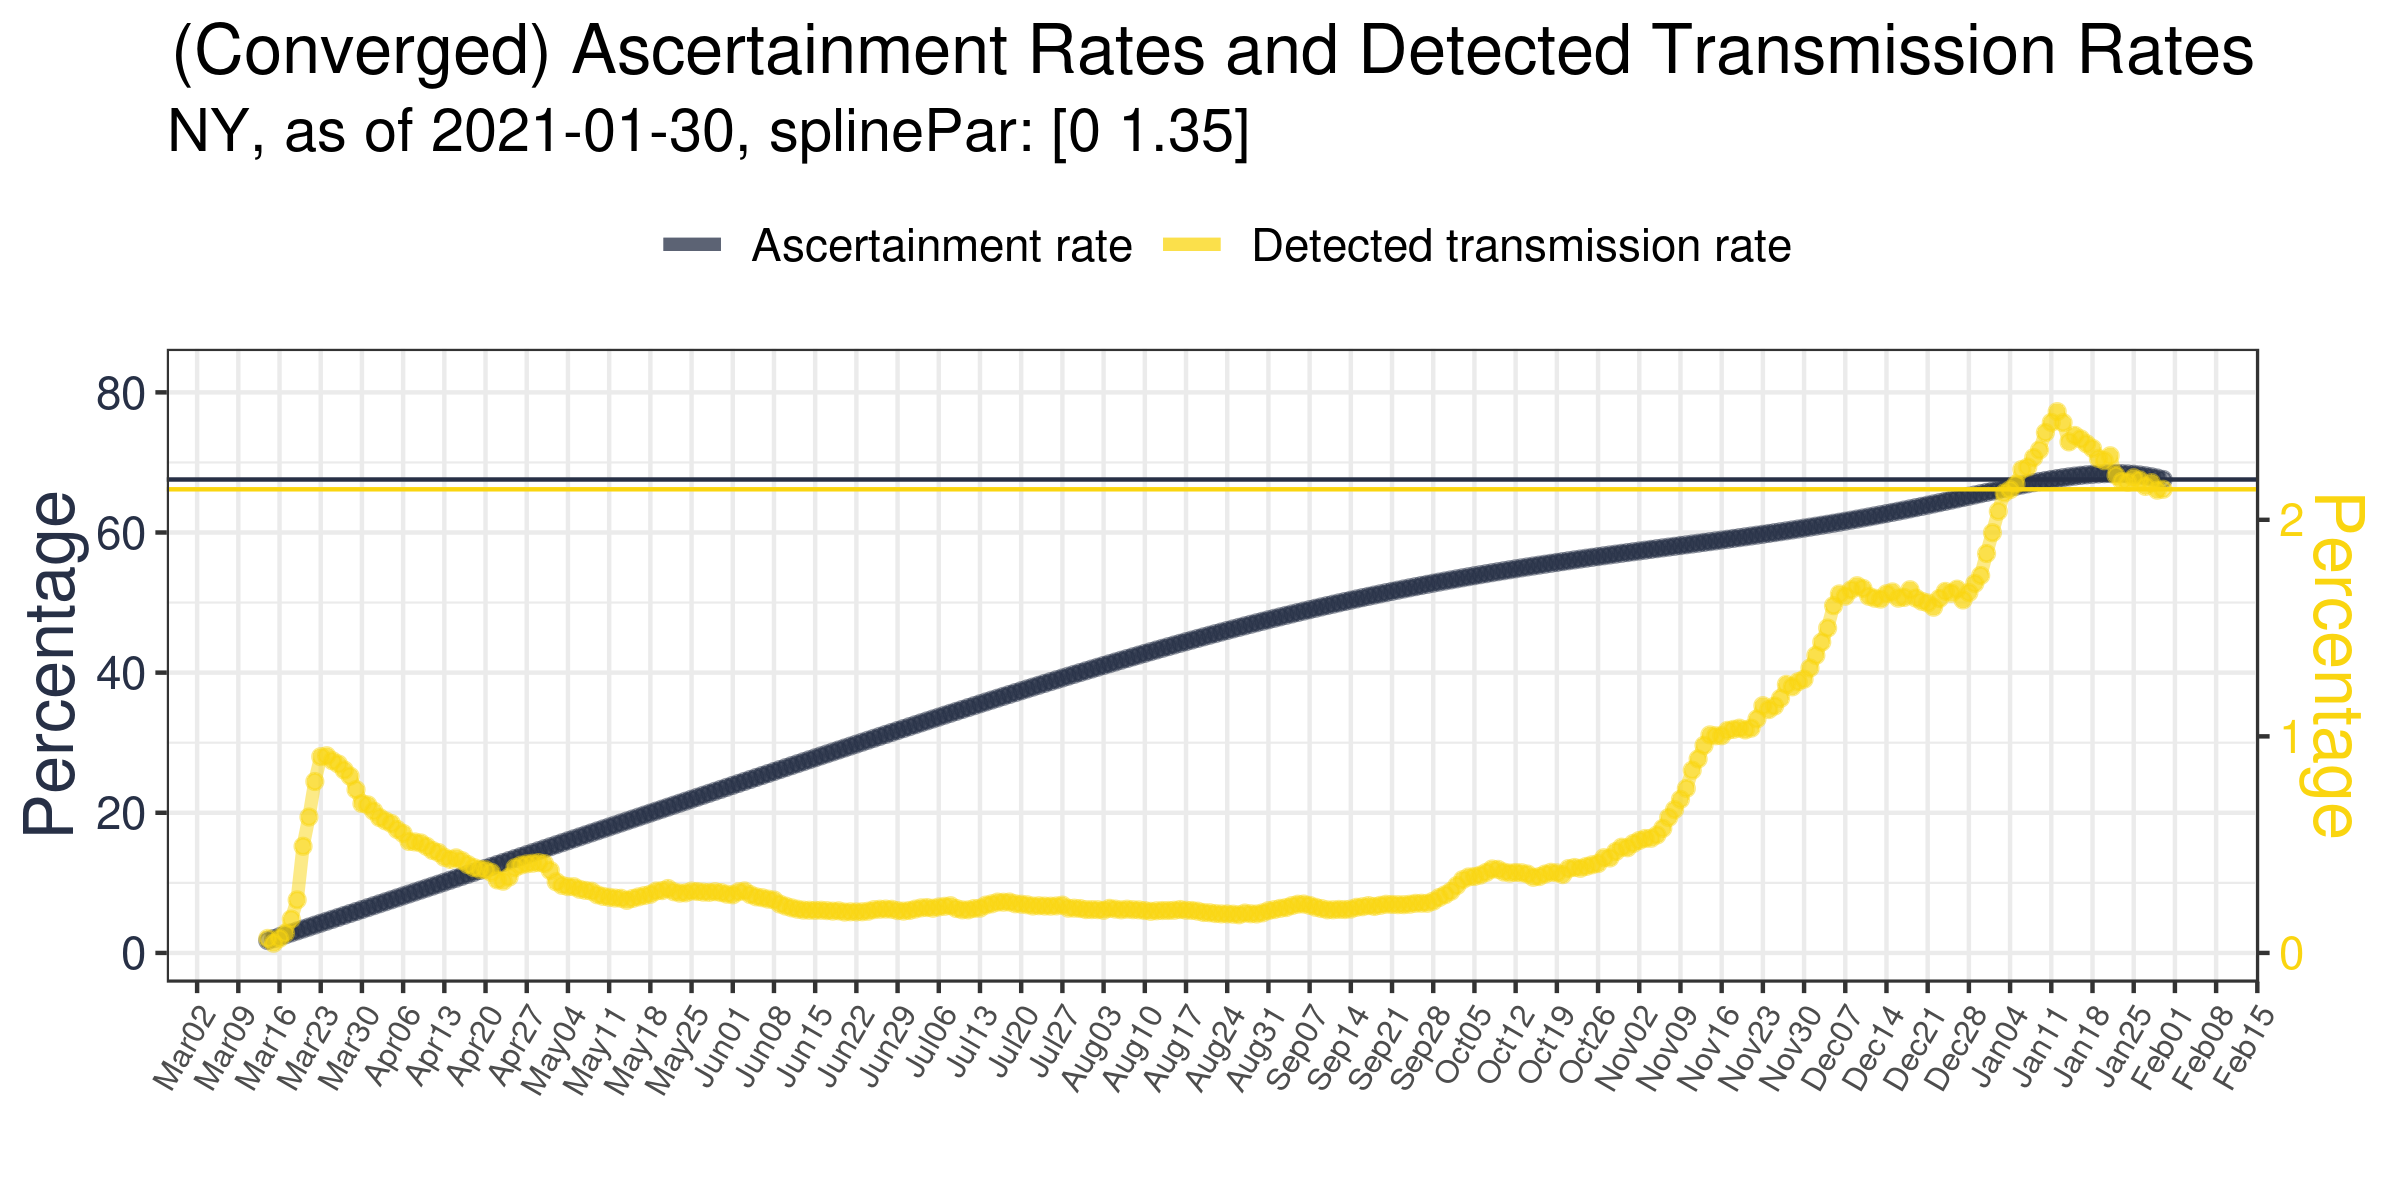 (Converged) Ascertainment Rates and Detected Transmission Rates
NY, as of 2021-01-30, splinePar: [0 1.35]
Ascertainment rate Detected transmission rate
Percentage
80
60
40
20
0
2
1
0
Percentage
Mar02 Mar09 Mar16 Mar23 Mar30 Apr06 Apr13 Apr20 Apr27 May04 May11 May18 May25 Jun01 Jun08 Jun15 Jun22 Jun29 Jul06 Jul13 Jul20 Jul27 Aug03 Aug10 Aug17 Aug24 Aug31 Sep07 Sep14 Sep21 Sep28 Oct05 Oct12 Oct19 Oct26 Nov02 Nov09 Nov16 Nov23 Nov30 Dec07 Dec14 Dec21 Dec28 Jan04 Jan11 Jan18 Jan25 Feb01 Feb08 Feb15